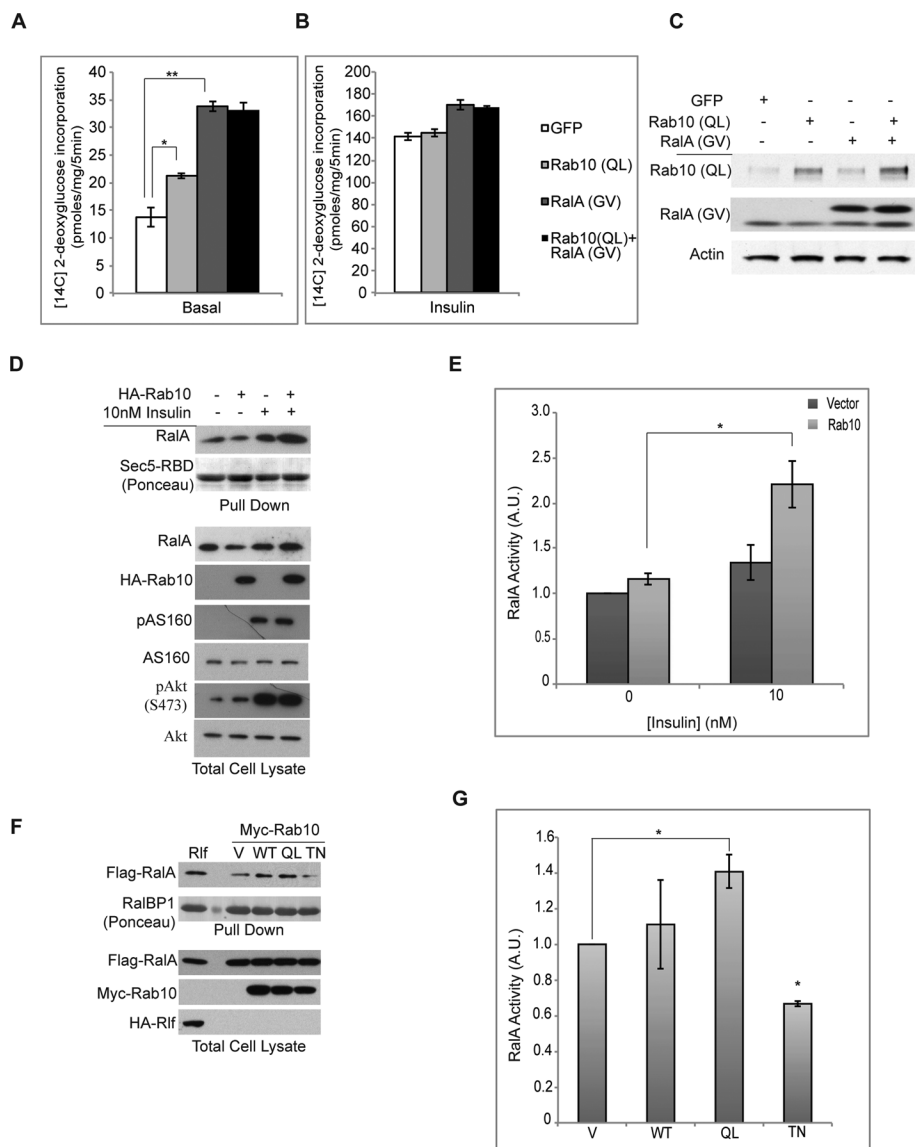 A
[14C] 2-deoxyglucose incorporation
(pmoles/mg/5min)
40
35
30
25
20
15
10
5
0
**
*
Basal
B
[14C] 2-deoxyglucose incorporation
(pmoles/mg/5min)
200
180
160
140
120
100
80
60
40
20
0
Insulin
GFP
Rab10 (QL)
RalA (GV)
Rab10(QL)+
RalA (GV)
C
GFP + - - -
Rab10 (QL) - + - +
RalA (GV) - - + +
Rab10 (QL)
RalA (GV)
Actin
D
HA-Rab10 - + - +
10nM Insulin - - + +
RalA
Sec5-RBD
(Ponceau)
Pull Down
RalA
HA-Rab10
pAS160
AS160
pAkt
(S473)
Akt
Total Cell Lysate
E
RalA Activity (A.U.)
3.0
2.5
2.0
1.5
1.0
0.5
0.0
*
Vector
Rab10
0 10
[Insulin] (nM)
F
Myc-Rab10
Rlf V WT QL TN
Flag-RalA
RalBP1
(Ponceau)
Pull Down
Flag-RalA
Myc-Rab10
HA-Rlf
Total Cell Lysate
G
RalA Activity (A.U.)
1.6
1.4
1.2
1.0
0.8
0.6
0.4
0.2
0
*
*
V WT QL TN